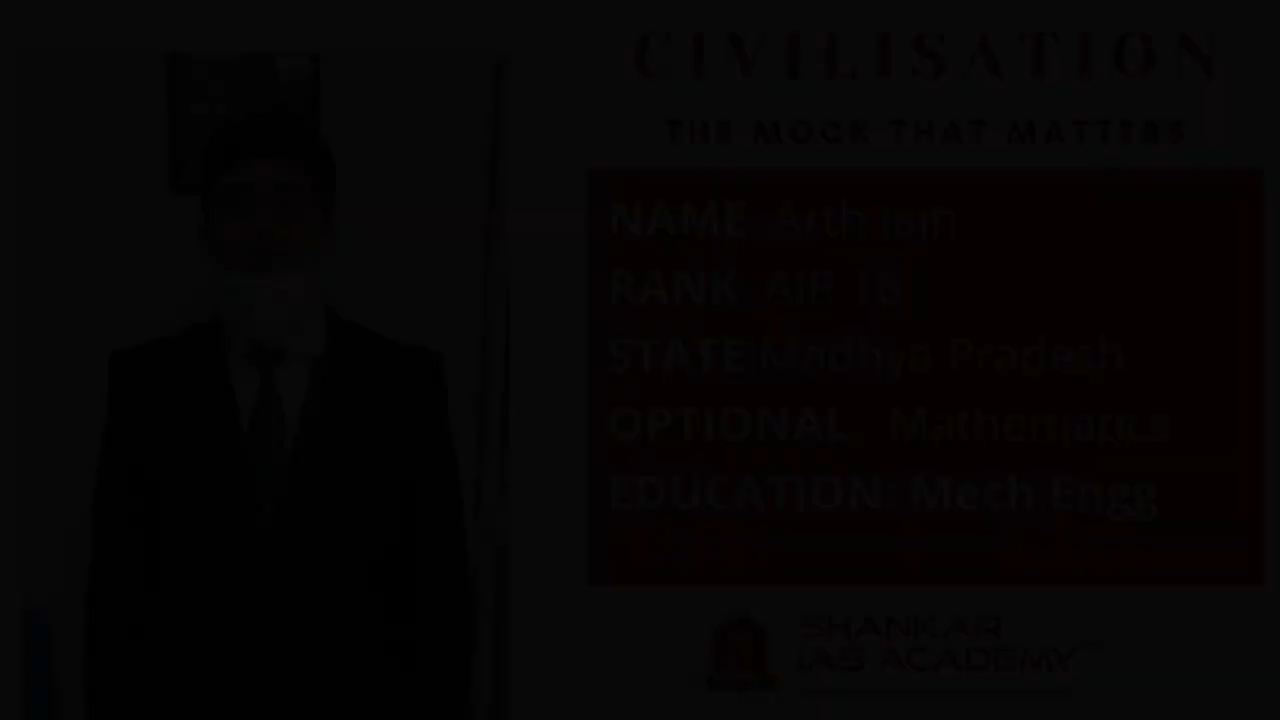 CIVILISATION
THE MOCK THAT MATTERS
NAME Arth Jain
RANK AIR 16
STATE Madhya Pradesh
OPTIONAL Mathematics
EDUCATION Mech Engg
SHANKAR
IAS ACADEMY